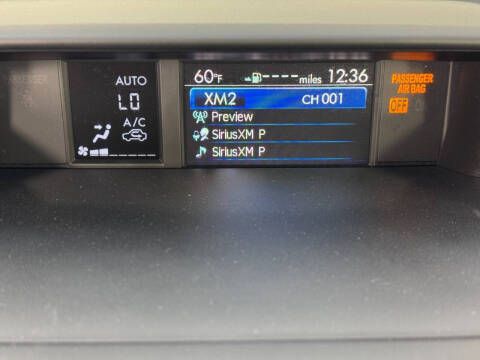 AUTO
LO
A/C
60°F ---- miles 12:36
XM2 CH 001
Preview
SiriusXM P
SiriusXM P
PASSENGER
AIR BAG
OFF